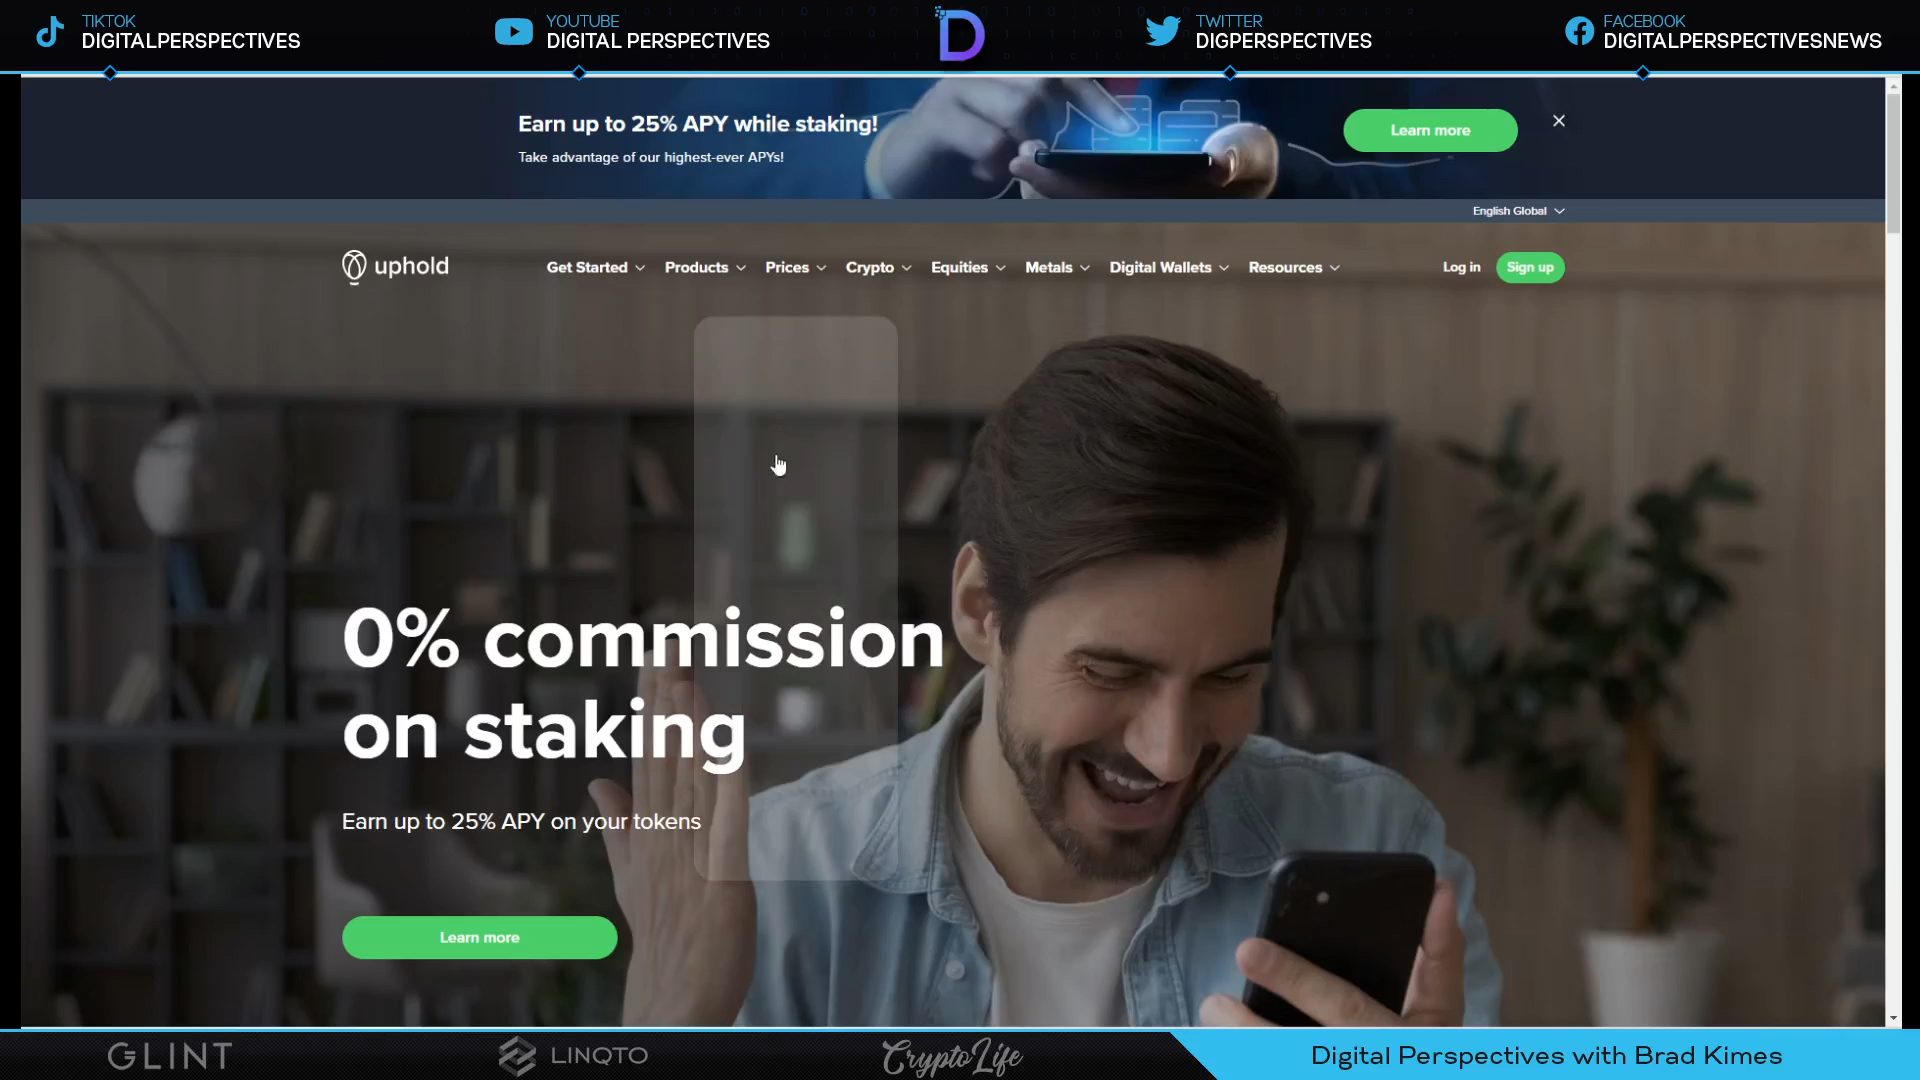 TIKTOK
DIGITALPERSPECTIVES
YOUTUBE
DIGITAL PERSPECTIVES
D
TWITTER
DIGPERSPECTIVES
FACEBOOK
DIGITALPERSPECTIVESNEWS
Earn up to 25% APY while staking!
Take advantage of our highest-ever APYs!
Learn more
English Global
uphold
Get Started
Products
Prices
Crypto
Equities
Metals
Digital Wallets
Resources
Log in
Sign up
0% commission
on staking
Earn up to 25% APY on your tokens
Learn more
GLINT
LINQTO
CryptoLife
Digital Perspectives with Brad Kimes